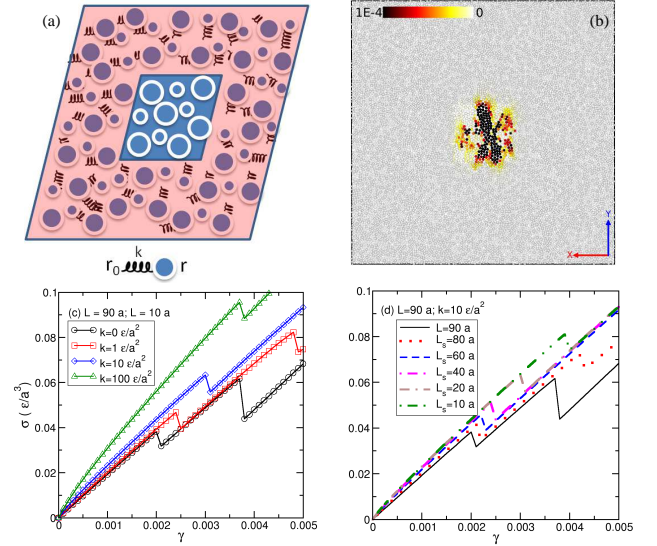 (a)
k
r₀ r
1E-4 0 (b)
Y
X
0.1
0.08
0.06
0.04
0.02
0
σ ( ε/a³)
(c) L = 90 a; L = 10 a
k=0 ε/a²
k=1 ε/a²
k=10 ε/a²
k=100 ε/a²
0 0.001 0.002 0.003 0.004 0.005
γ
(d) L=90 a; k=10 ε/a²
L=90 a
Lₛ=80 a
Lₛ=60 a
Lₛ=40 a
Lₛ=20 a
Lₛ=10 a
0.1
0.08
0.06
0.04
0.02
0
0 0.001 0.002 0.003 0.004 0.005
γ